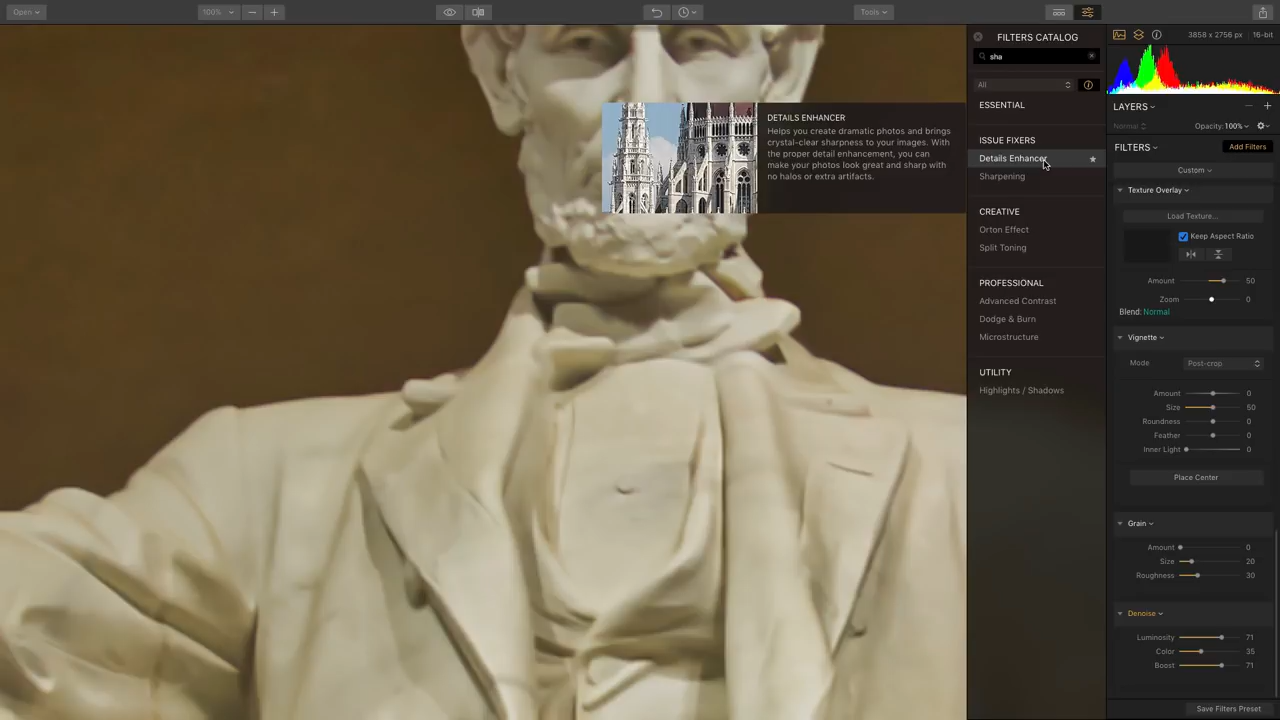 Open
100%
Tools
FILTERS CATALOG
sha
All
ESSENTIAL
ISSUE FIXERS
Details Enhancer
Sharpening
CREATIVE
Orton Effect
Split Toning
PROFESSIONAL
Advanced Contrast
Dodge & Burn
Microstructure
UTILITY
Highlights / Shadows
DETAILS ENHANCER
Helps you create dramatic photos and brings
crystal-clear sharpness to your images. With
the proper detail enhancement, you can
make your photos look great and sharp with
no halos or extra artifacts.
3858 x 2756 px 16-bit
LAYERS
Normal Opacity: 100%
FILTERS Add Filters
Custom
Texture Overlay
Load Texture...
Keep Aspect Ratio
Amount 50
Zoom 0
Blend: Normal
Vignette
Mode Post-crop
Amount 0
Size 50
Roundness 0
Feather 0
Inner Light 0
Place Center
Grain
Amount 0
Size 20
Roughness 30
Denoise
Luminosity 71
Color 35
Boost 71
Save Filters Preset